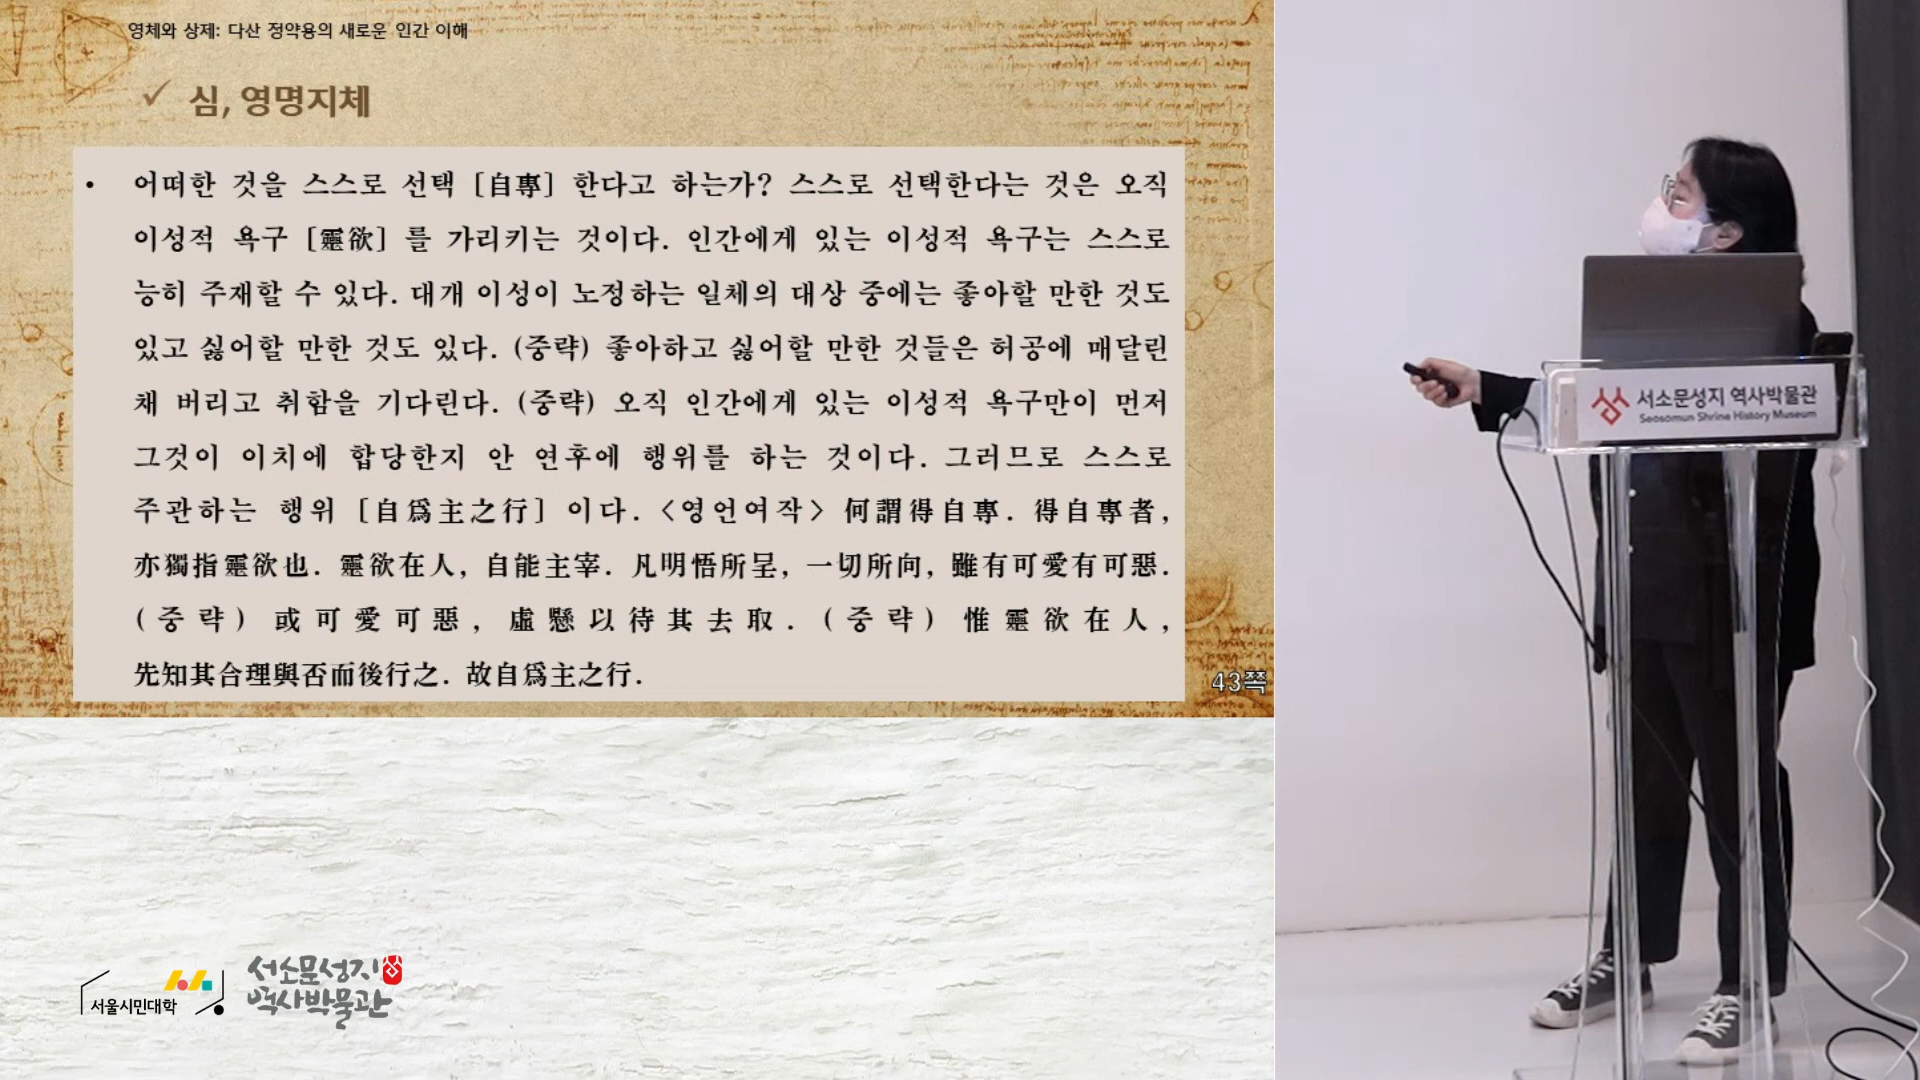 영체와 상제: 다산 정약용의 새로운 인간 이해
✓ 심, 영명지체
• 어떠한 것을 스스로 선택 [自專] 한다고 하는가? 스스로 선택한다는 것은 오직
이성적 욕구 [靈欲] 를 가리키는 것이다. 인간에게 있는 이성적 욕구는 스스로
능히 주재할 수 있다. 대개 이성이 노정하는 일체의 대상 중에는 좋아할 만한 것도
있고 싫어할 만한 것도 있다. (중략) 좋아하고 싫어할 만한 것들은 허공에 매달린
채 버리고 취함을 기다린다. (중략) 오직 인간에게 있는 이성적 욕구만이 먼저
그것이 이치에 합당한지 안 연후에 행위를 하는 것이다. 그러므로 스스로
주관하는 행위 [自爲主之行] 이다. <영언여작> 何謂得自專. 得自專者,
亦獨指靈欲也. 靈欲在人, 自能主宰. 凡明悟所呈, 一切所向, 雖有可愛有可惡.
(중략) 或可愛可惡, 虛懸以待其去取. (중략) 惟靈欲在人,
先知其合理與否而後行之. 故自爲主之行.
43쪽
서소문성지 역사박물관
Seosomun Shrine History Museum
서울시민대학
서소문성지
역사박물관